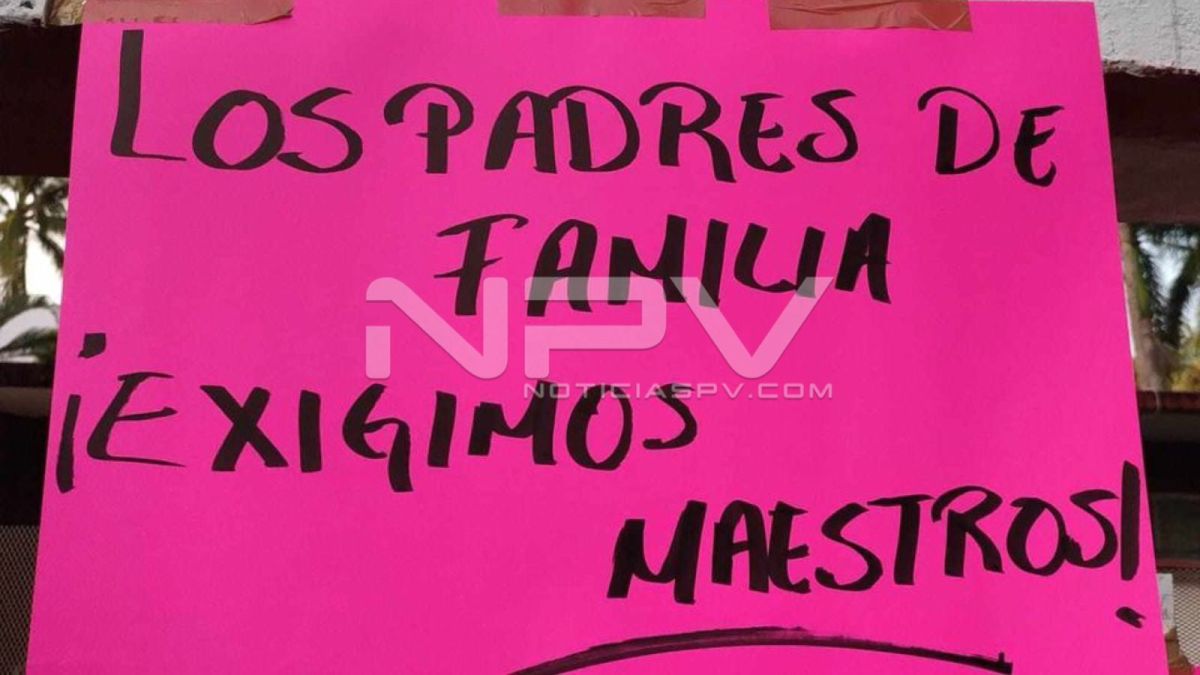 LOS PADRES DE
FAMILIA
¡EXIGIMOS
MAESTROS!
NPV
NOTICIASPV.COM